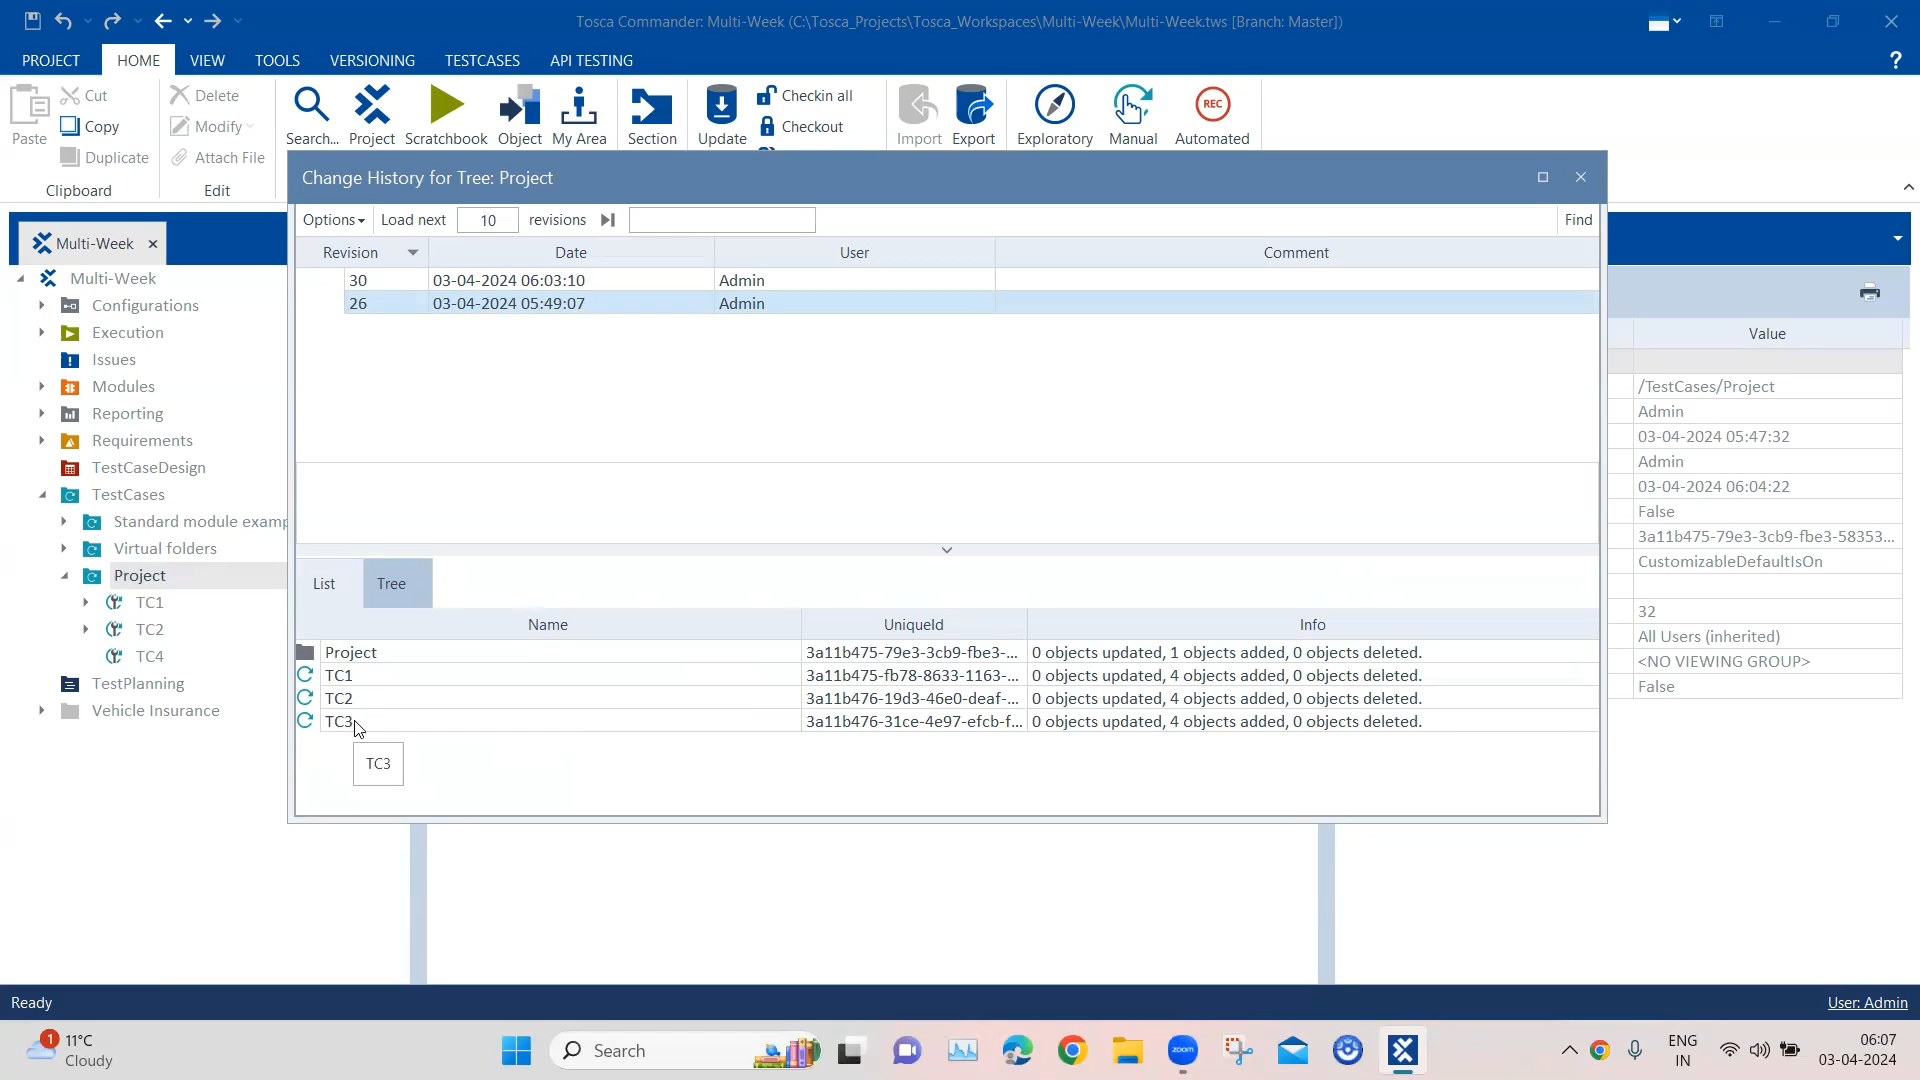 Tosca Commander: Multi-Week (C:\Tosca_Projects\Tosca_Workspaces\Multi-Week\Multi-Week.tws [Branch: Master])
PROJECT HOME VIEW TOOLS VERSIONING TESTCASES API TESTING ?
Paste Cut Copy Duplicate
Clipboard
Delete Modify Attach File
Edit
Search... Project Scratchbook Object My Area Section Update
Checkin all
Checkout
Import Export Exploratory Manual REC Automated
Change History for Tree: Project
Options Load next 10 revisions Find
Revision Date User Comment
30 03-04-2024 06:03:10 Admin
26 03-04-2024 05:49:07 Admin
List Tree
Name UniqueId Info
Project 3a11b475-79e3-3cb9-fbe3-... 0 objects updated, 1 objects added, 0 objects deleted.
TC1 3a11b475-fb78-8633-1163-... 0 objects updated, 4 objects added, 0 objects deleted.
TC2 3a11b476-19d3-46e0-deaf-... 0 objects updated, 4 objects added, 0 objects deleted.
TC3 3a11b476-31ce-4e97-efcb-f... 0 objects updated, 4 objects added, 0 objects deleted.
TC3
Multi-Week
Multi-Week
Configurations
Execution
Issues
Modules
Reporting
Requirements
TestCaseDesign
TestCases
Standard module examp
Virtual folders
Project
TC1
TC2
TC4
TestPlanning
Vehicle Insurance
Value
/TestCases/Project
Admin
03-04-2024 05:47:32
Admin
03-04-2024 06:04:22
False
3a11b475-79e3-3cb9-fbe3-58353...
CustomizableDefaultIsOn
32
All Users (inherited)
<NO VIEWING GROUP>
False
Ready User: Admin
1
11°C
Cloudy
Search
zoom
ENG
IN
06:07
03-04-2024